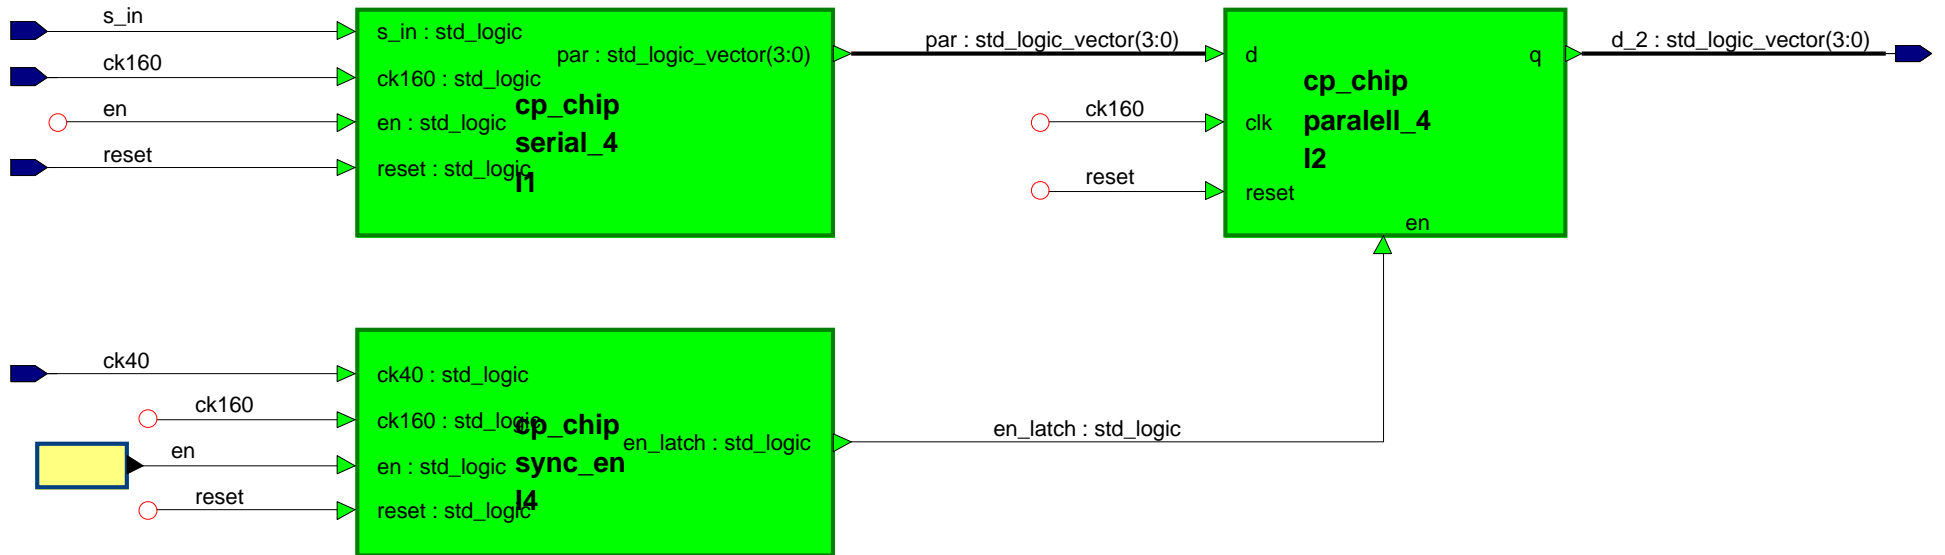 s_in
ck160
en
reset
s_in : std_logic
par : std_logic_vector(3:0)
ck160 : std_logic
cp_chip
en : std_logic
serial_4
reset : std_logic
I1
par : std_logic_vector(3:0)
ck160
reset
d
q
cp_chip
clk
paralell_4
I2
reset
en
d_2 : std_logic_vector(3:0)
ck40
ck160
en
reset
ck40 : std_logic
ck160 : std_logic
cp_chip
en_latch : std_logic
en : std_logic
sync_en
I4
reset : std_logic
en_latch : std_logic